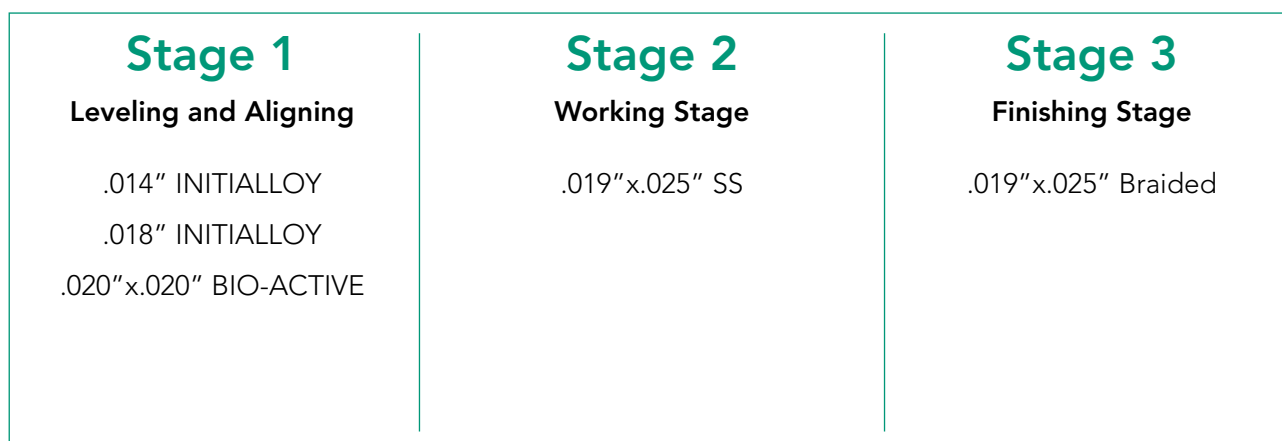 Stage 1
Leveling and Aligning
.014” INITIALLOY
.018” INITIALLOY
.020”x.020” BIO-ACTIVE
Stage 2
Working Stage
.019”x.025” SS
Stage 3
Finishing Stage
.019”x.025” Braided